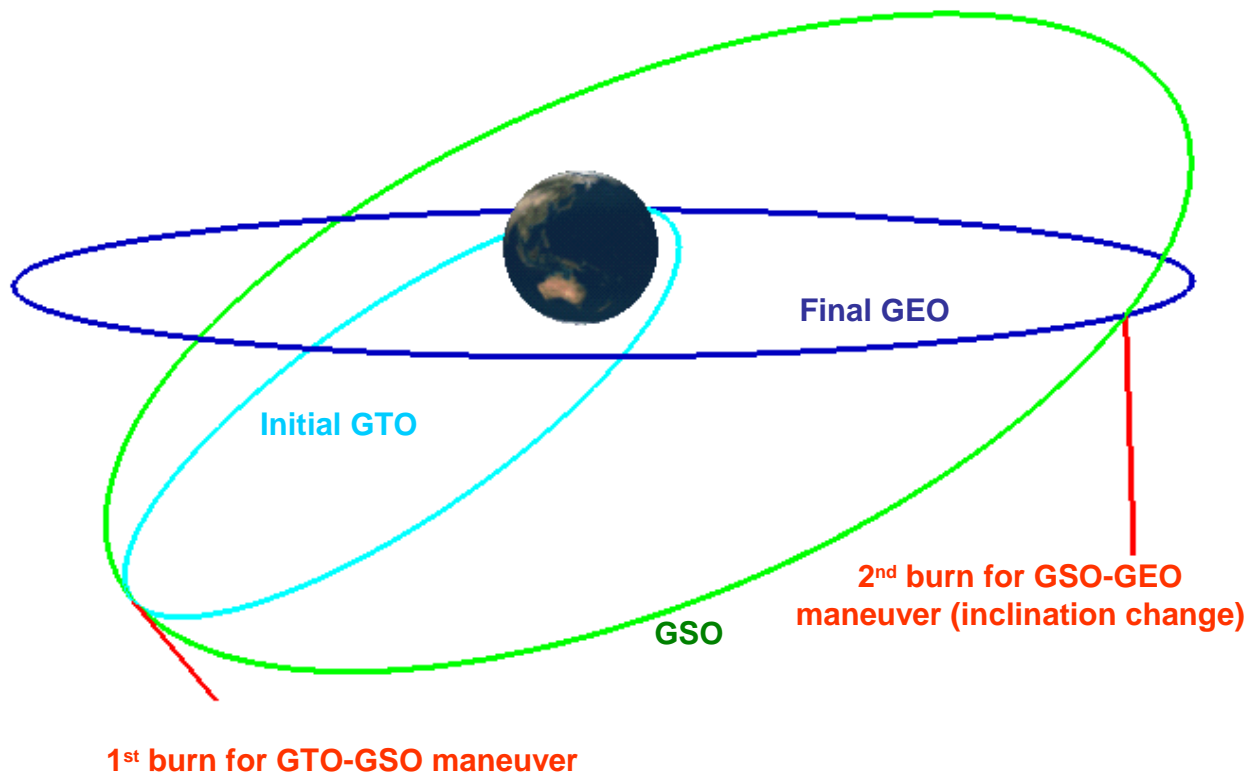 Final GEO
Initial GTO
2nd burn for GSO-GEO
maneuver (inclination change)
GSO
1st burn for GTO-GSO maneuver